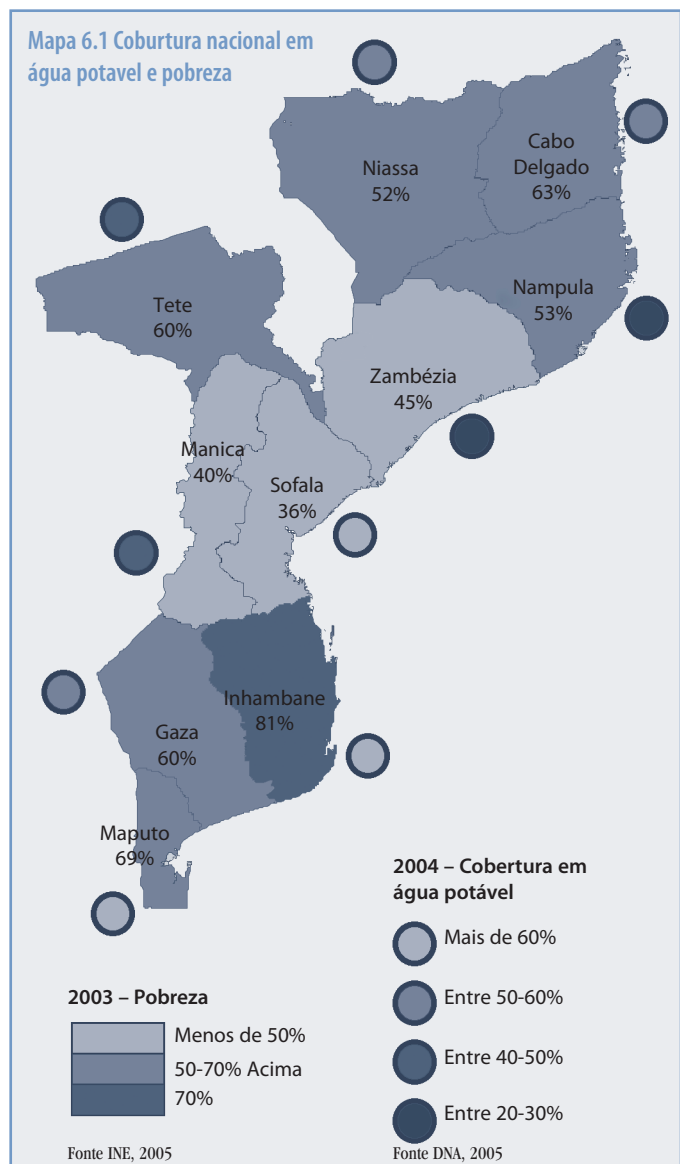 Mapa 6.1 Coburtura nacional em
água potavel e pobreza
Cabo
Delgado
63%
Niassa
52%
Nampula
53%
Tete
60%
Zambézia
45%
Manica
40%
Sofala
36%
Inhambane
81%
Gaza
60%
Maputo
69%
2003 – Pobreza
Menos de 50%
50-70% Acima
70%
Fonte INE, 2005
2004 – Cobertura em
água potável
Mais de 60%
Entre 50-60%
Entre 40-50%
Entre 20-30%
Fonte DNA, 2005